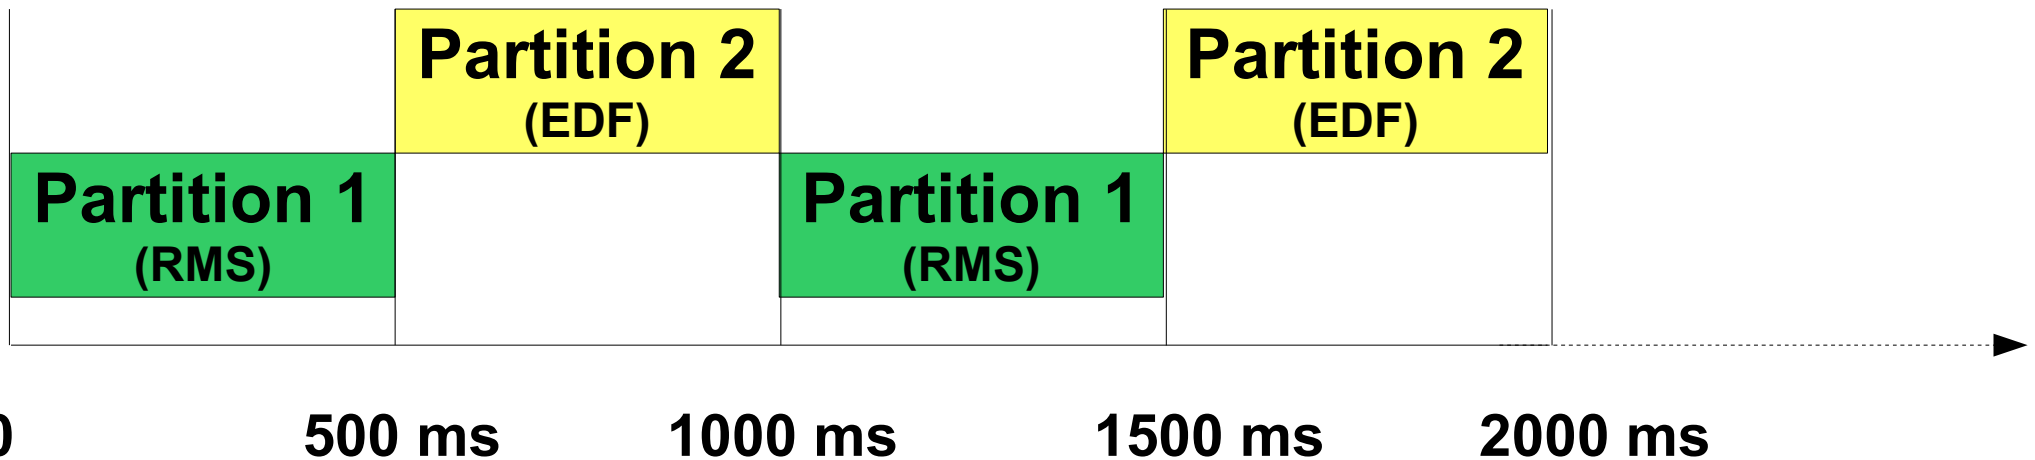 Partition 2
(EDF)
Partition 2
(EDF)
Partition 1
(RMS)
Partition 1
(RMS)
0
500 ms
1000 ms
1500 ms
2000 ms